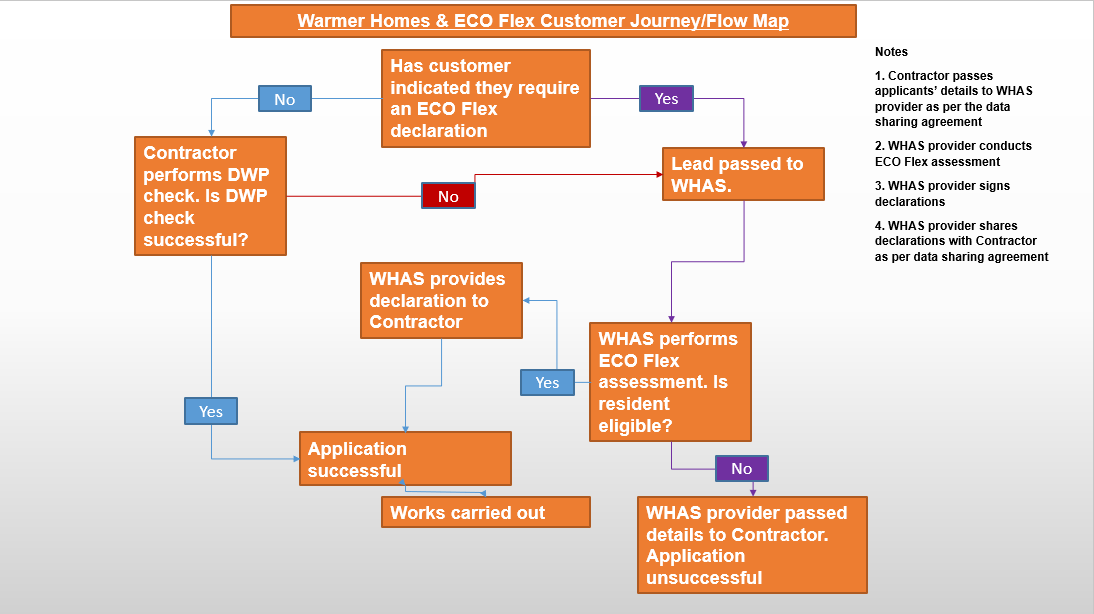 Warmer Homes & ECO Flex Customer Journey/Flow Map
Has customer
indicated they require
an ECO Flex
declaration
No
Yes
Contractor
performs DWP
check. Is DWP
check
successful?
No
Lead passed to
WHAS.
WHAS provides
declaration to
Contractor
WHAS performs
ECO Flex
assessment. Is
resident
eligible?
Yes
Yes
Application
successful
No
Works carried out
WHAS provider passed
details to Contractor.
Application
unsuccessful
Notes
1. Contractor passes
applicants’ details to WHAS
provider as per the data
sharing agreement
2. WHAS provider conducts
ECO Flex assessment
3. WHAS provider signs
declarations
4. WHAS provider shares
declarations with Contractor
as per data sharing agreement